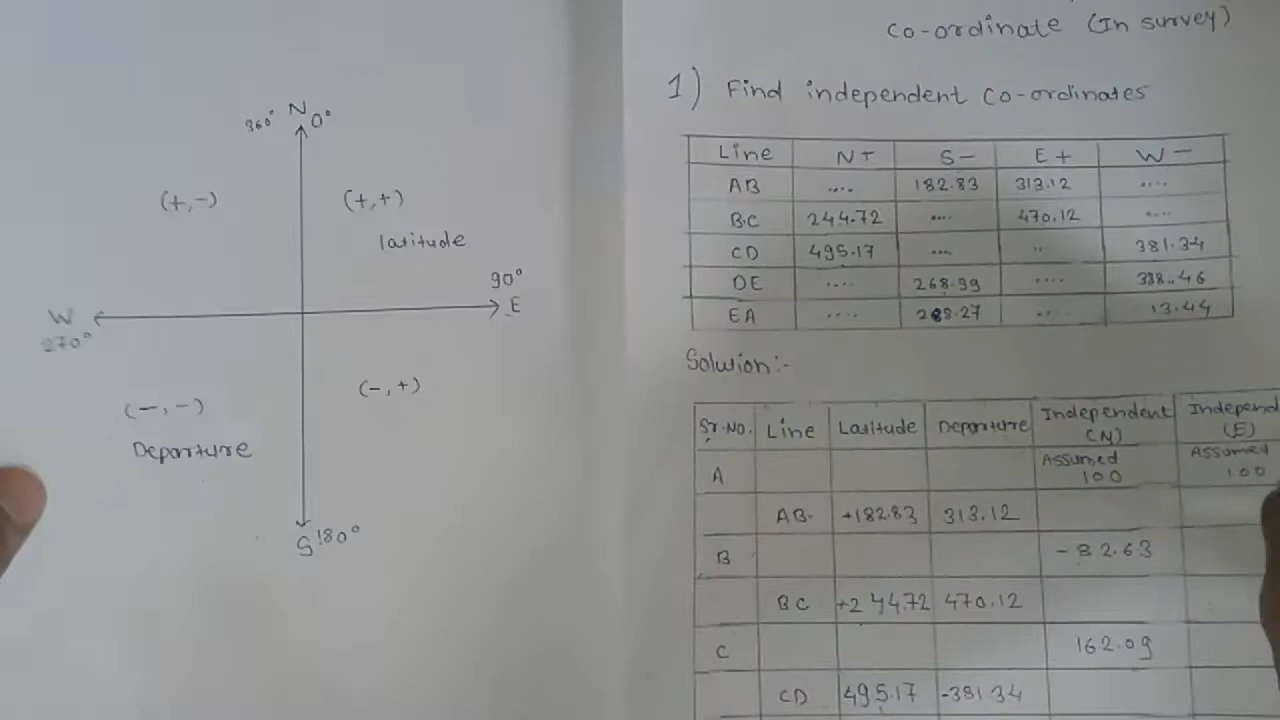 360° N 0°
(+,-) (+,+)
latitude
90°
W E
270°
(-,+)
(-,-)
Departure
S 180°
Co-ordinate (In survey)
1) Find independent Co-ordinates
Line N+ S- E+ W-
AB .... 182.83 313.12 ....
BC 244.72 .... 470.12 ....
CD 495.17 .... .. 381.34
DE .... 268.99 .... 338.46
EA .... 288.27 .... 13.44
Solution:-
Sr.No. Line Latitude Departure Independent (N) Independ (E)
A Assumed 100 Assumed 100
AB. +182.83 313.12
B -82.63
BC +244.72 470.12
C 162.09
CD 495.17 -381.34